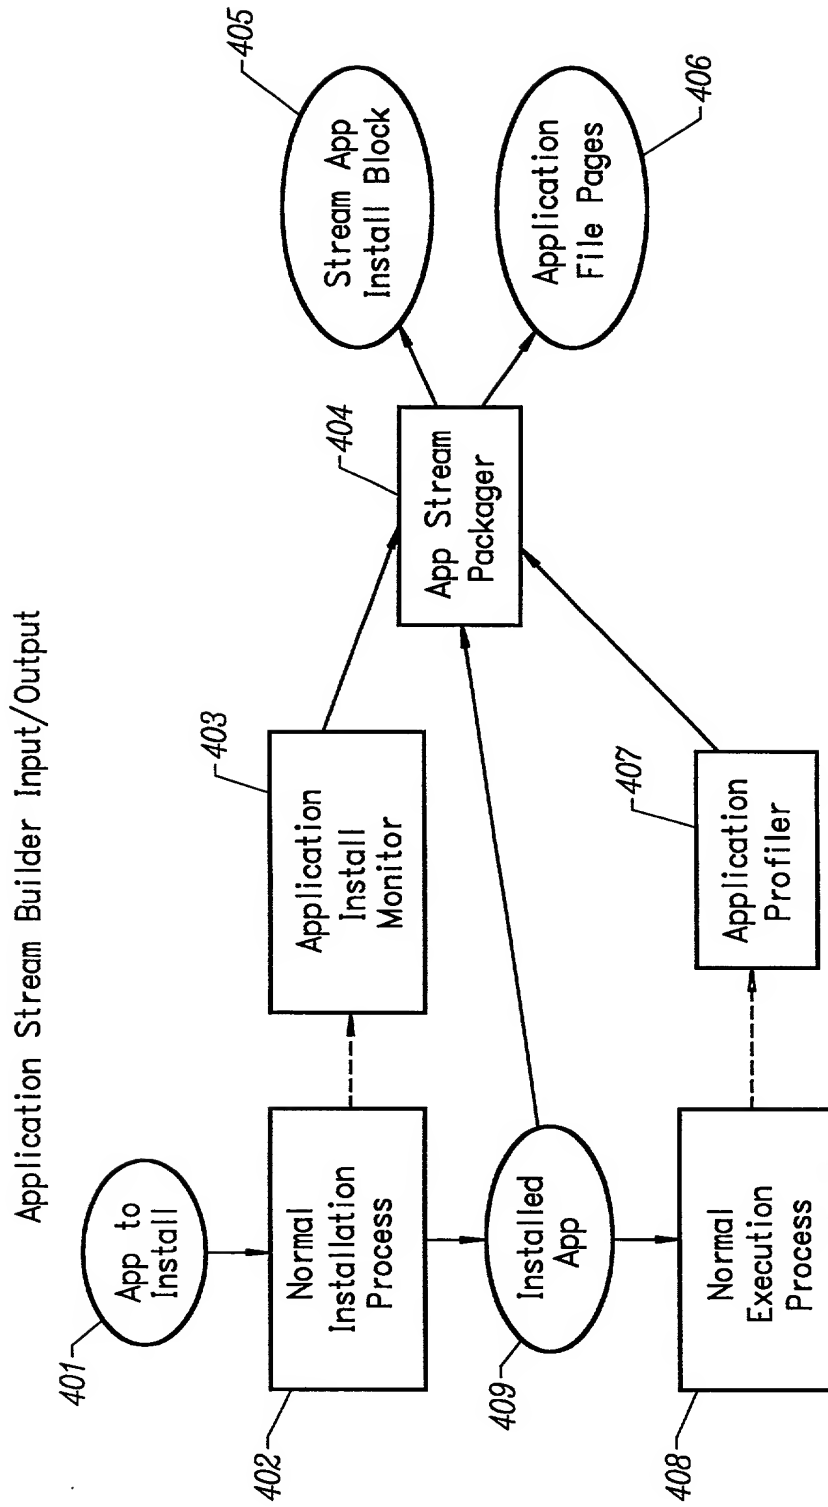 Application Stream Builder Input/Output
401
App to
Install
402
Normal
Installation
Process
403
Application
Install
Monitor
404
App Stream
Packager
405
Stream App
Install Block
406
Application
File Pages
409
Installed
App
408
Normal
Execution
Process
407
Application
Profiler